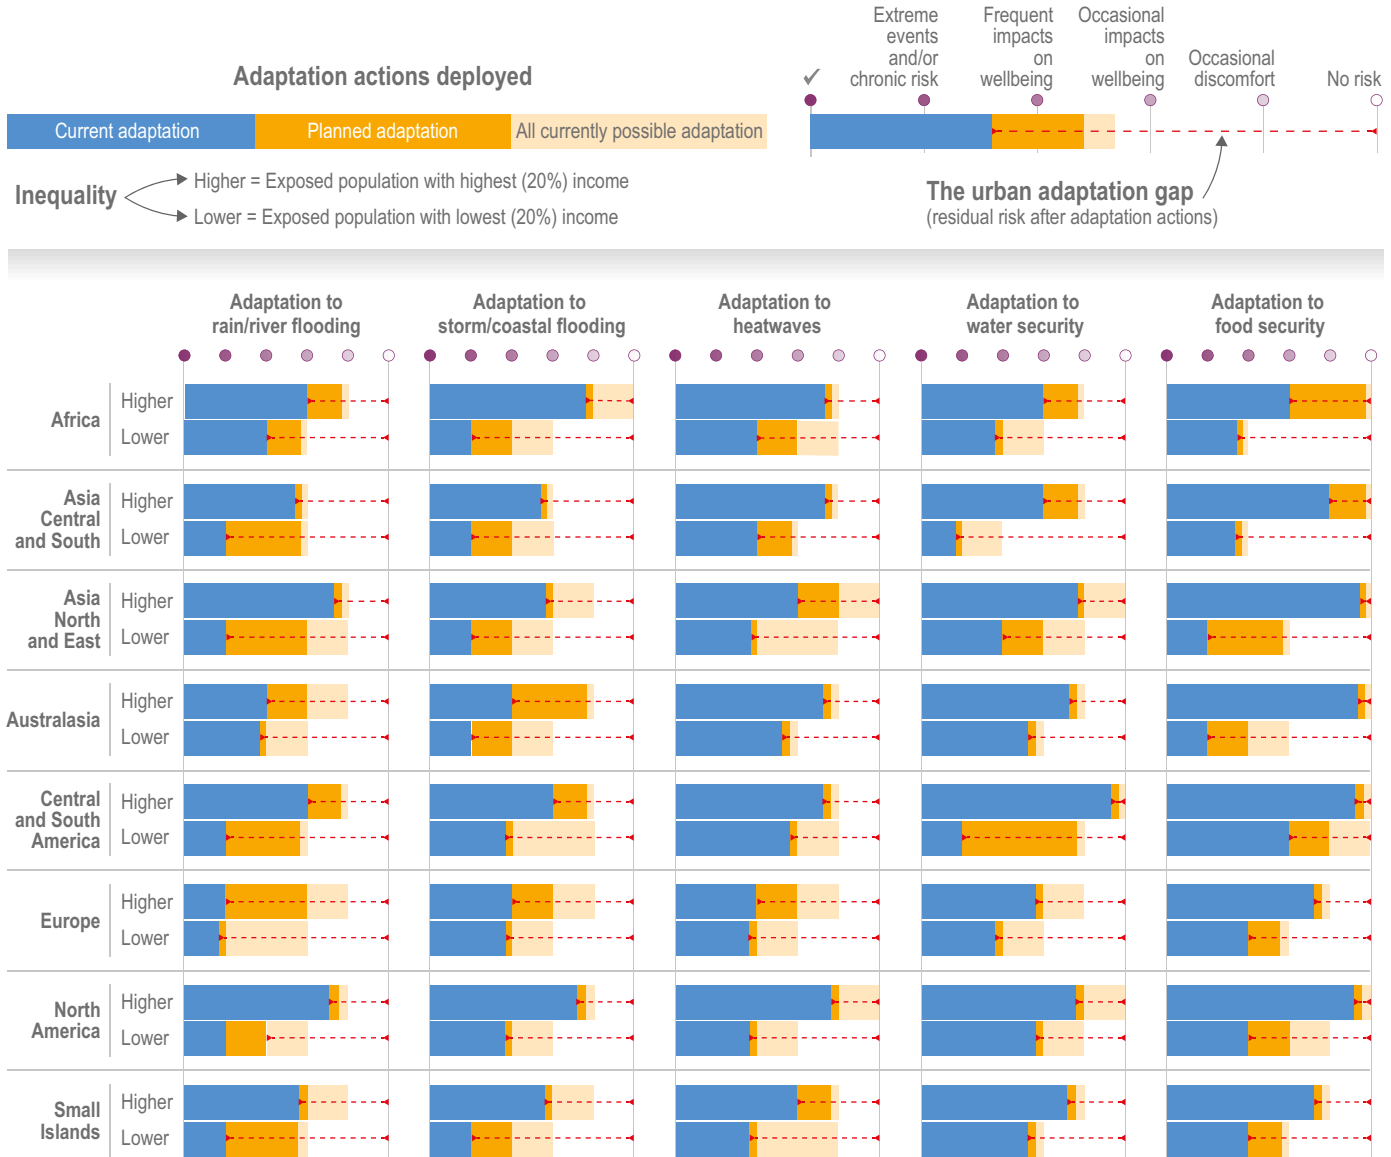 Adaptation actions deployed
Current adaptation
Planned adaptation
All currently possible adaptation
Inequality
Higher = Exposed population with highest (20%) income
Lower = Exposed population with lowest (20%) income
✓
Extreme
events
and/or
chronic risk
Frequent
impacts
on
wellbeing
Occasional
impacts
on
wellbeing
Occasional
discomfort
No risk
The urban adaptation gap
(residual risk after adaptation actions)
Adaptation to
rain/river flooding
Adaptation to
storm/coastal flooding
Adaptation to
heatwaves
Adaptation to
water security
Adaptation to
food security
Africa
Higher
Lower
Asia
Central
and South
Higher
Lower
Asia
North
and East
Higher
Lower
Australasia
Higher
Lower
Central
and South
America
Higher
Lower
Europe
Higher
Lower
North
America
Higher
Lower
Small
Islands
Higher
Lower